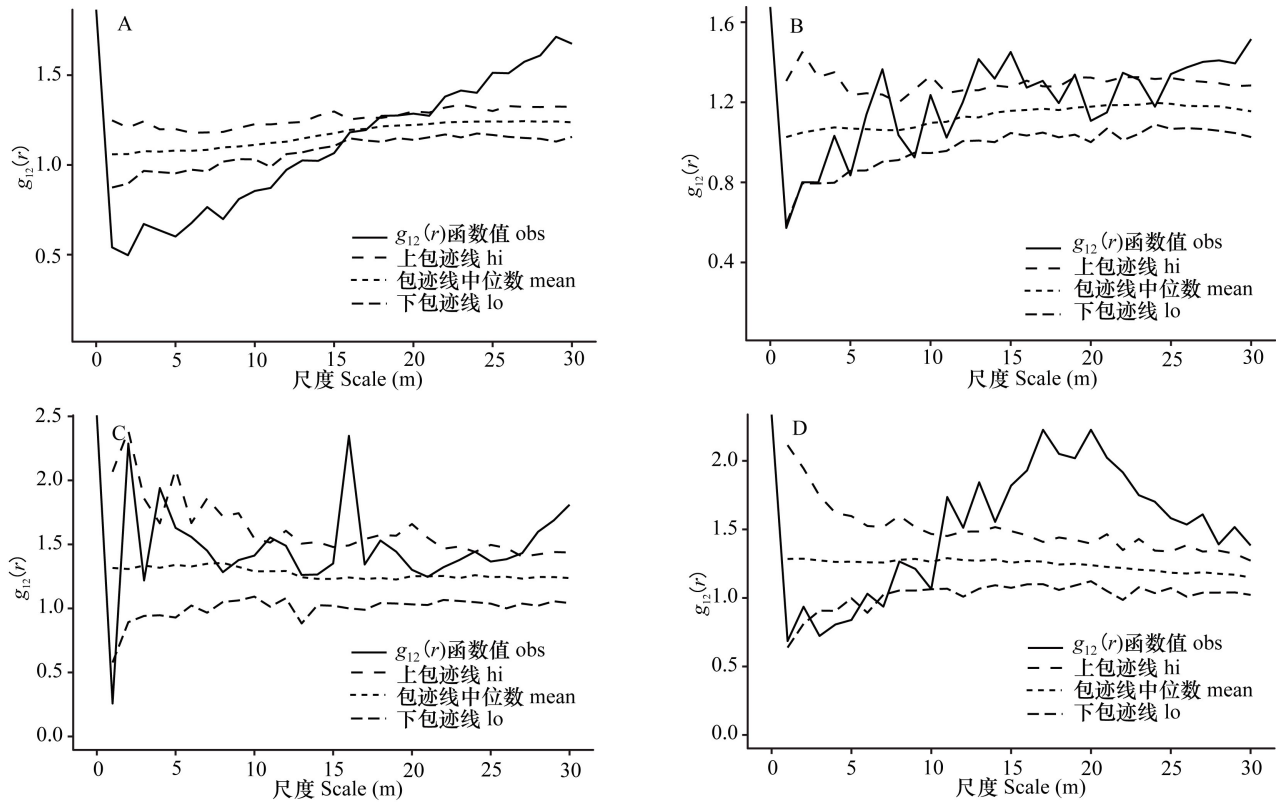 A
1.5
1.0
0.5
g12(r)
g12(r)函数值 obs
上包迹线 hi
包迹线中位数 mean
下包迹线 lo
0 5 10 15 20 25 30
尺度 Scale (m)
B
1.6
1.2
0.8
0.4
g12(r)
g12(r)函数值 obs
上包迹线 hi
包迹线中位数 mean
下包迹线 lo
0 5 10 15 20 25 30
尺度 Scale (m)
C
2.5
2.0
1.5
1.0
0.5
0.0
g12(r)
g12(r)函数值 obs
上包迹线 hi
包迹线中位数 mean
下包迹线 lo
0 5 10 15 20 25 30
尺度 Scale (m)
D
2.0
1.5
1.0
0.5
0.0
g12(r)
g12(r)函数值 obs
上包迹线 hi
包迹线中位数 mean
下包迹线 lo
0 5 10 15 20 25 30
尺度 Scale (m)